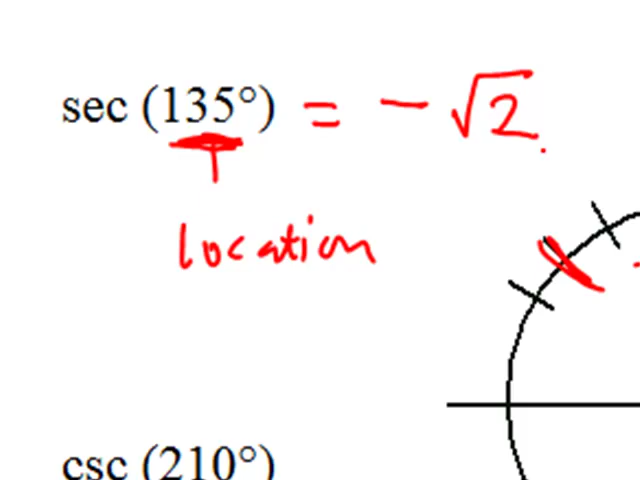 sec (135°) = - √2
location
csc (210°)